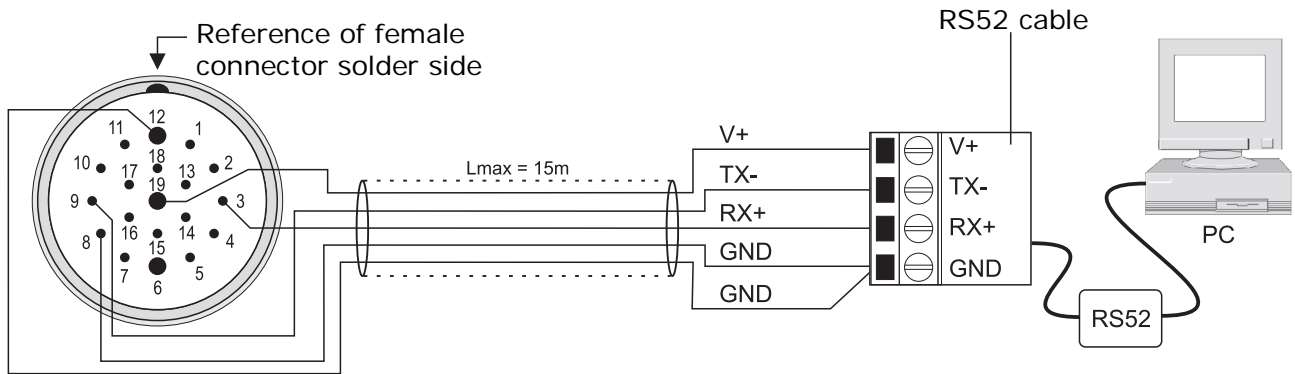 Reference of female
connector solder side
RS52 cable
12
11
1
10
18
2
17
13
9
19
3
8
16
14
4
15
7
5
6
Lmax = 15m
V+
TX-
RX+
GND
GND
V+
TX-
RX+
GND
PC
RS52